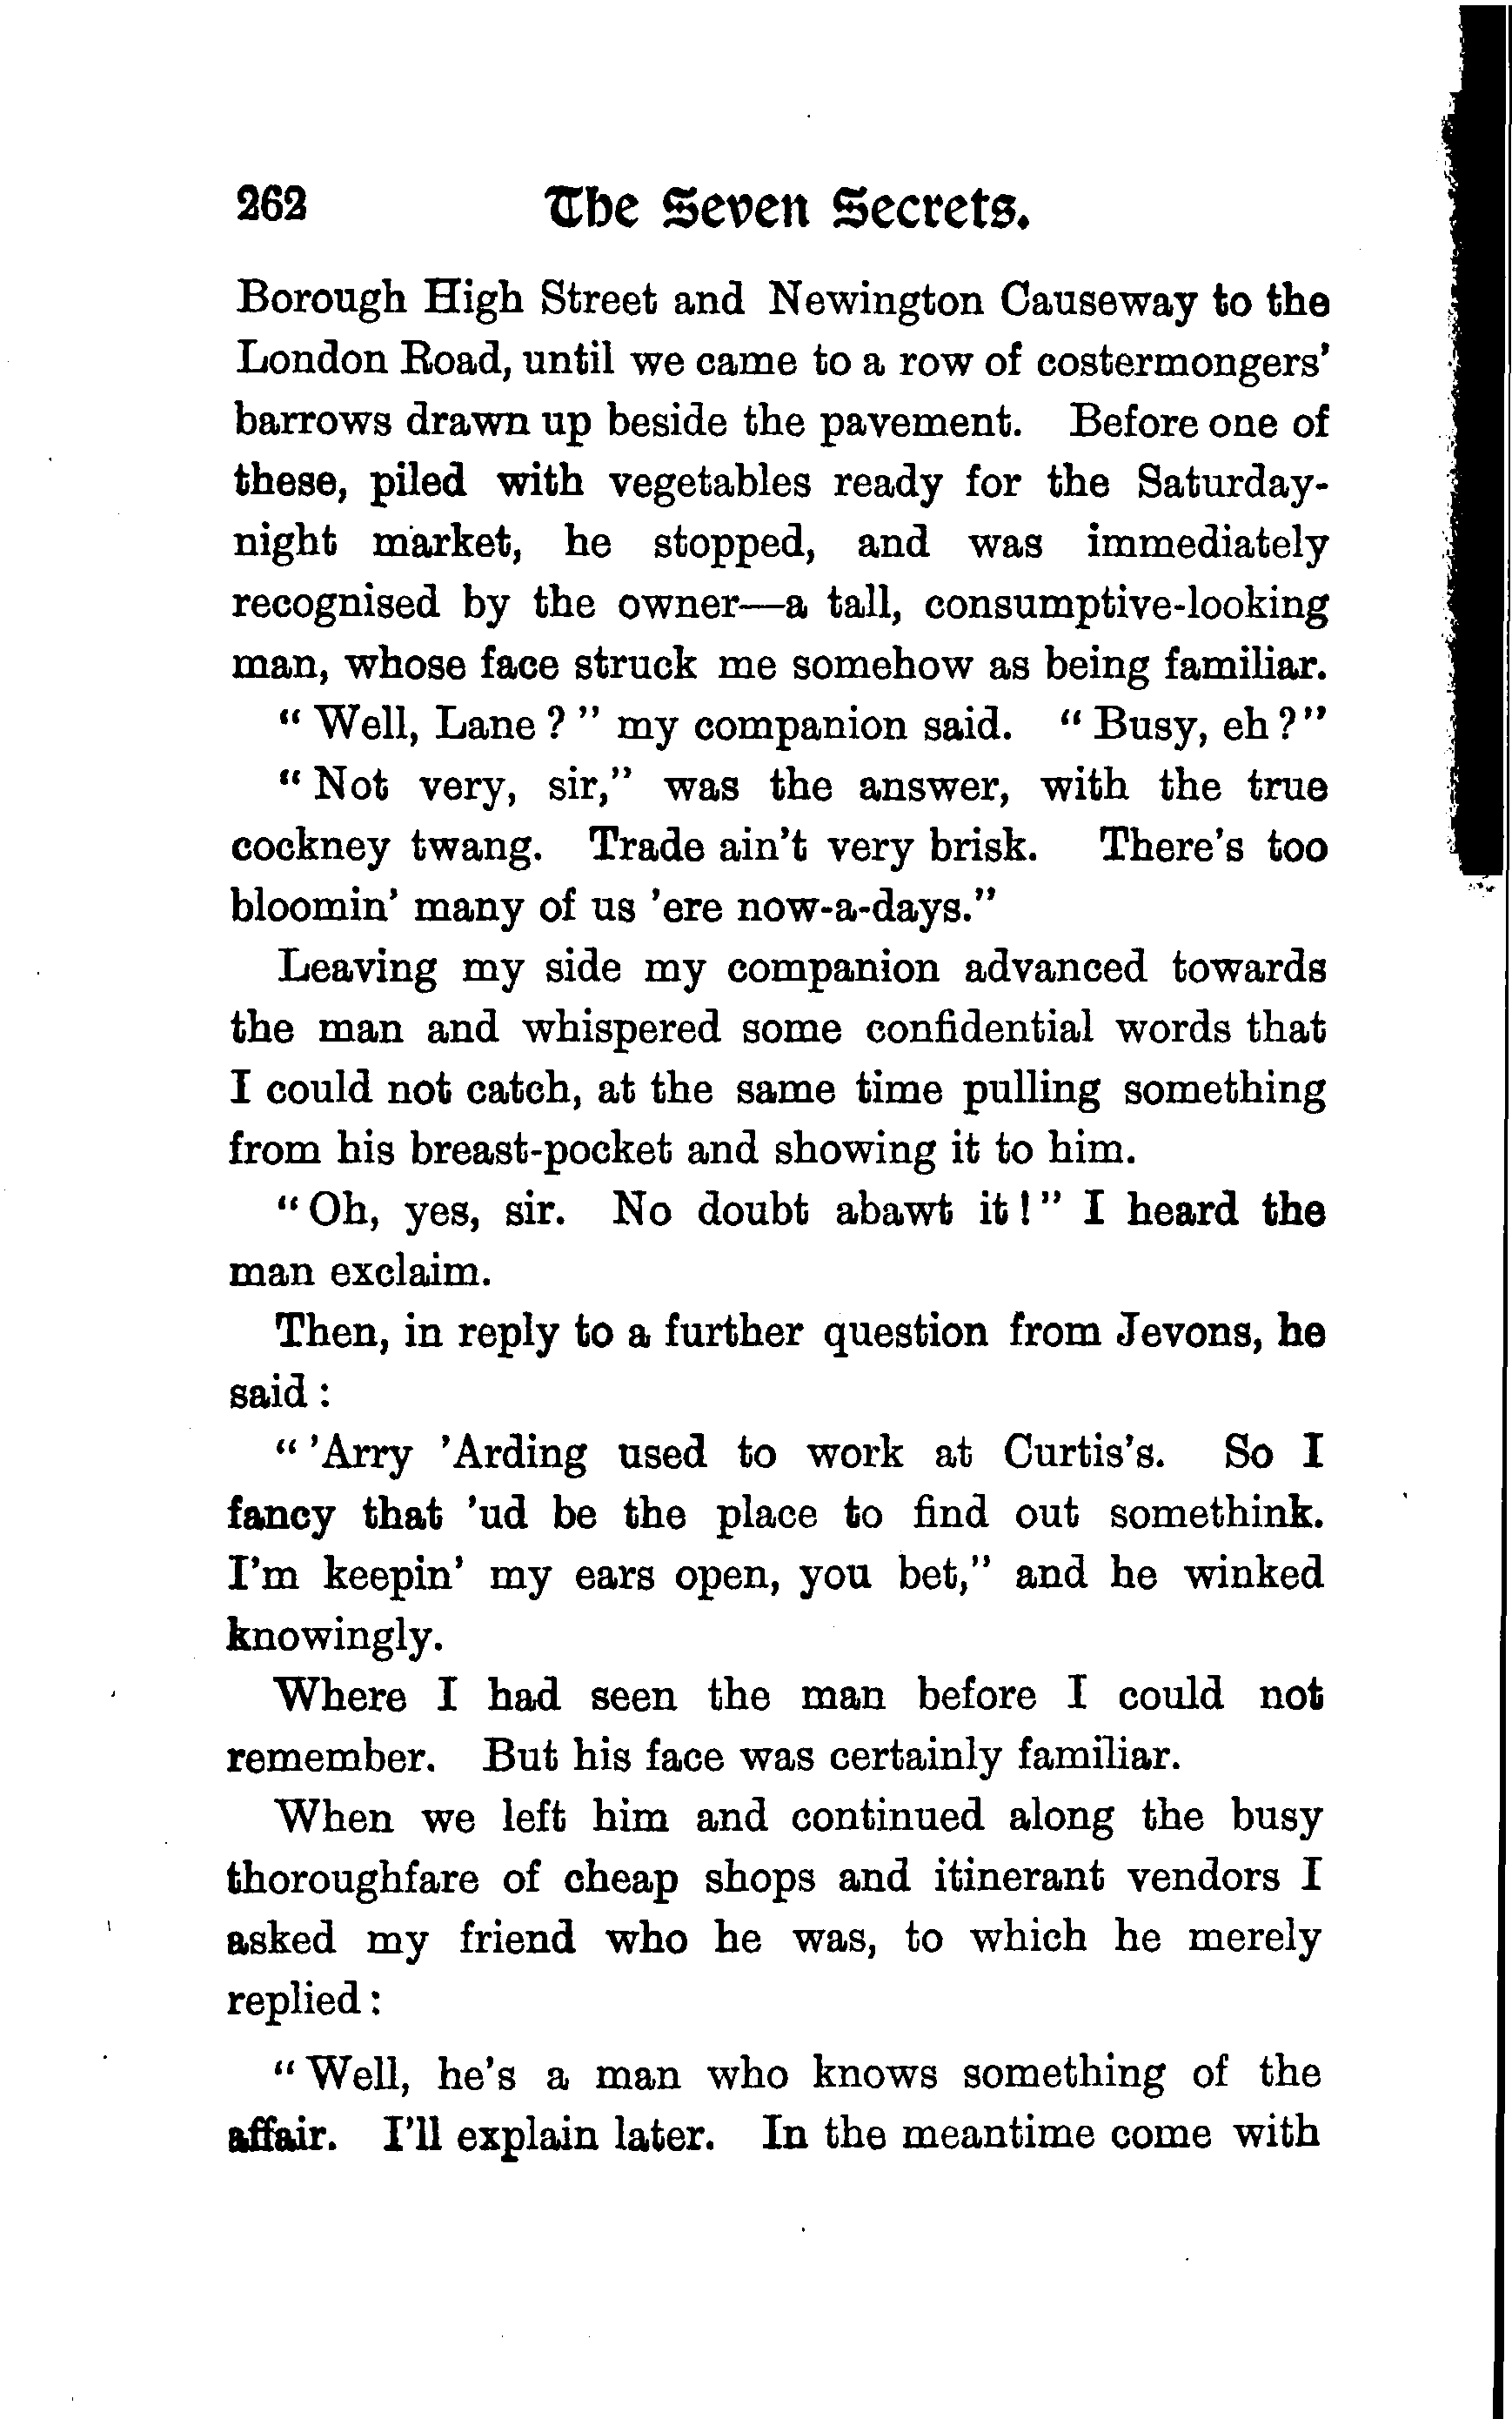 262 The Seven Secrets.
Borough High Street and Newington Causeway to the
London Road, until we came to a row of costermongers'
barrows drawn up beside the pavement. Before one of
these, piled with vegetables ready for the Saturday-
night market, he stopped, and was immediately
recognised by the owner—a tall, consumptive-looking
man, whose face struck me somehow as being familiar.
“Well, Lane?” my companion said. “Busy, eh?”
“Not very, sir,” was the answer, with the true
cockney twang. Trade ain't very brisk. There's too
bloomin' many of us 'ere now-a-days.”
Leaving my side my companion advanced towards
the man and whispered some confidential words that
I could not catch, at the same time pulling something
from his breast-pocket and showing it to him.
“Oh, yes, sir. No doubt abawt it!” I heard the
man exclaim.
Then, in reply to a further question from Jevons, he
said:
“'Arry 'Arding used to work at Curtis's. So I
fancy that 'ud be the place to find out somethink.
I'm keepin' my ears open, you bet,” and he winked
knowingly.
Where I had seen the man before I could not
remember. But his face was certainly familiar.
When we left him and continued along the busy
thoroughfare of cheap shops and itinerant vendors I
asked my friend who he was, to which he merely
replied:
“Well, he's a man who knows something of the
affair. I'll explain later. In the meantime come with